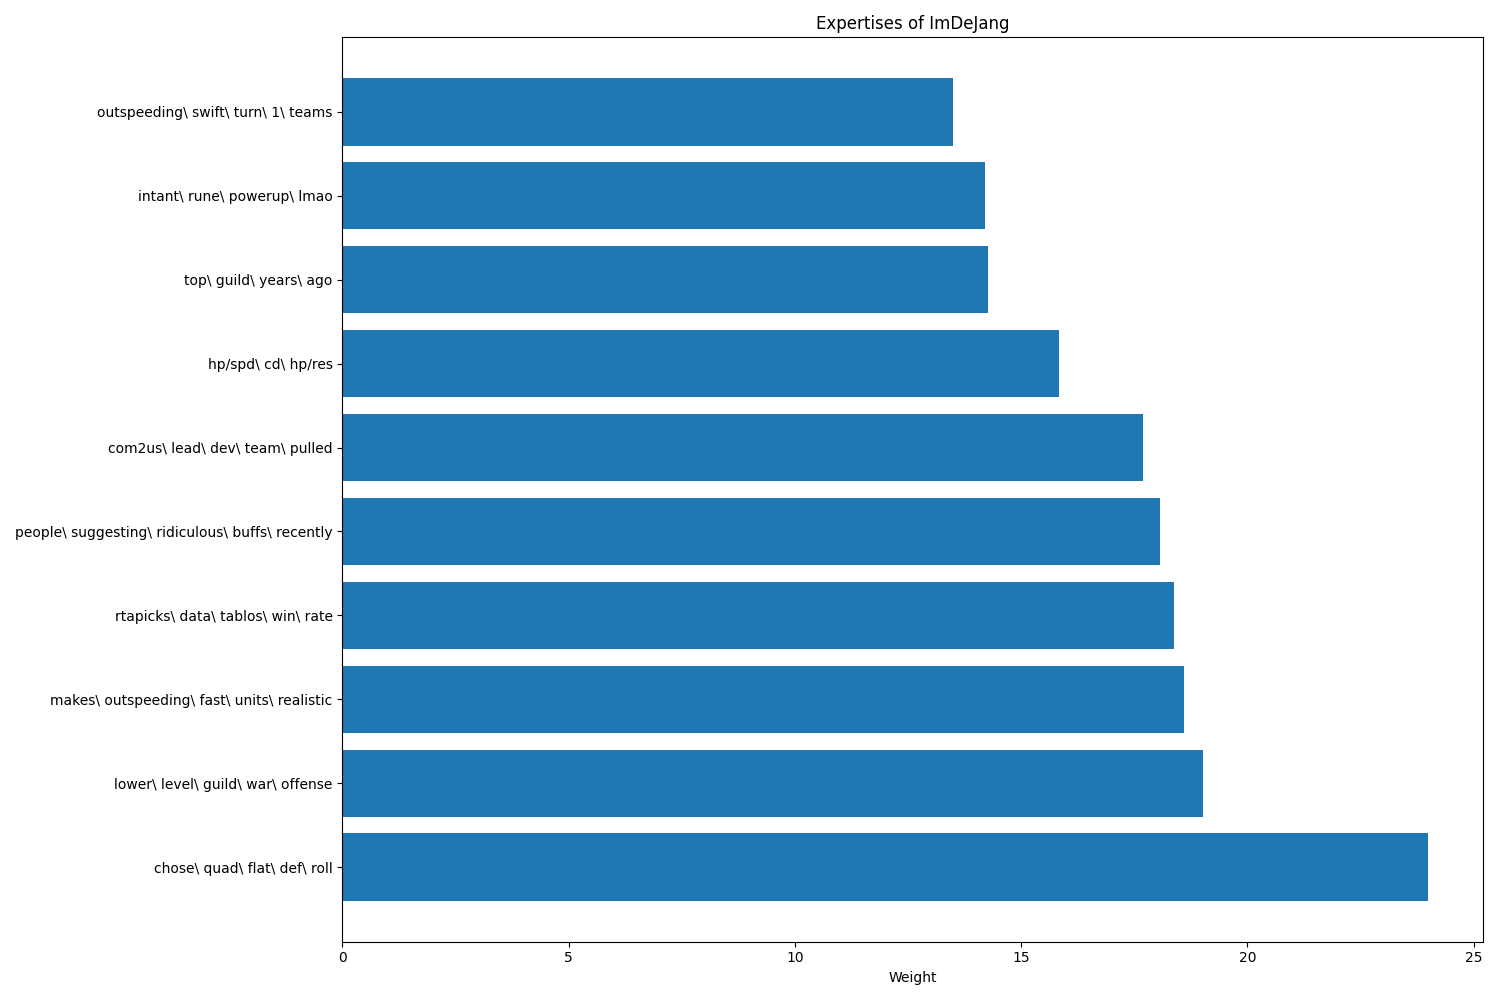 Expertises of ImDeJang
outspeeding\ swift\ turn\ 1\ teams
intant\ rune\ powerup\ lmao
top\ guild\ years\ ago
hp/spd\ cd\ hp/res
com2us\ lead\ dev\ team\ pulled
people\ suggesting\ ridiculous\ buffs\ recently
rtapicks\ data\ tablos\ win\ rate
makes\ outspeeding\ fast\ units\ realistic
lower\ level\ guild\ war\ offense
chose\ quad\ flat\ def\ roll
0 5 10 15 20 25
Weight